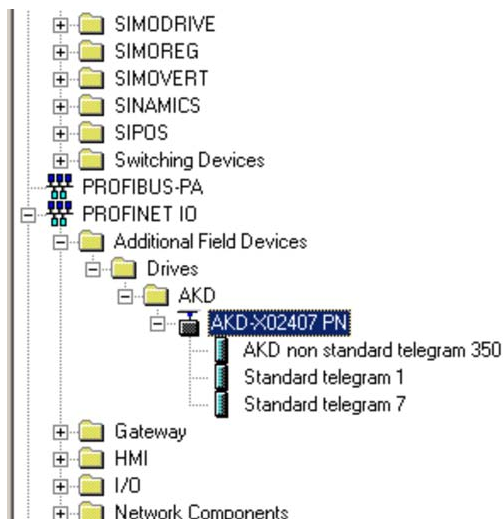 SIMODRIVE
SIMOREG
SIMOVERT
SINAMICS
SIPOS
Switching Devices
PROFIBUS-PA
PROFINET IO
Additional Field Devices
Drives
AKD
AKD-X02407 PN
AKD non standard telegram 350
Standard telegram 1
Standard telegram 7
Gateway
HMI
I/O
Network Components